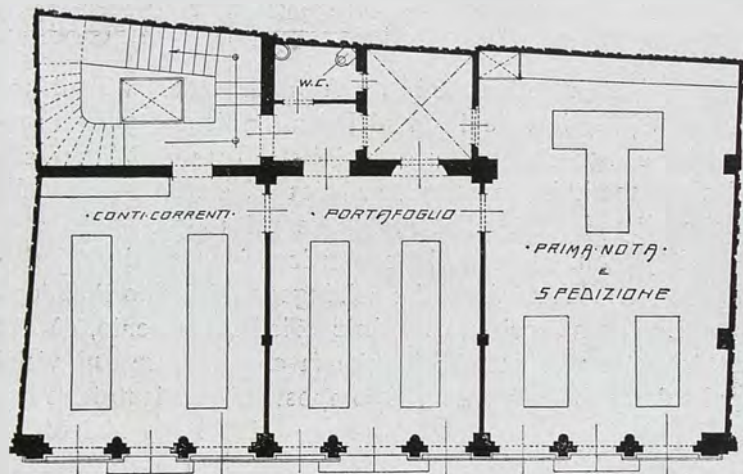 W.C.
·CONTI·CORRENTI·
·PORTAFOGLIO
·PRIMA·NOTA·
E
SPEDIZIONE